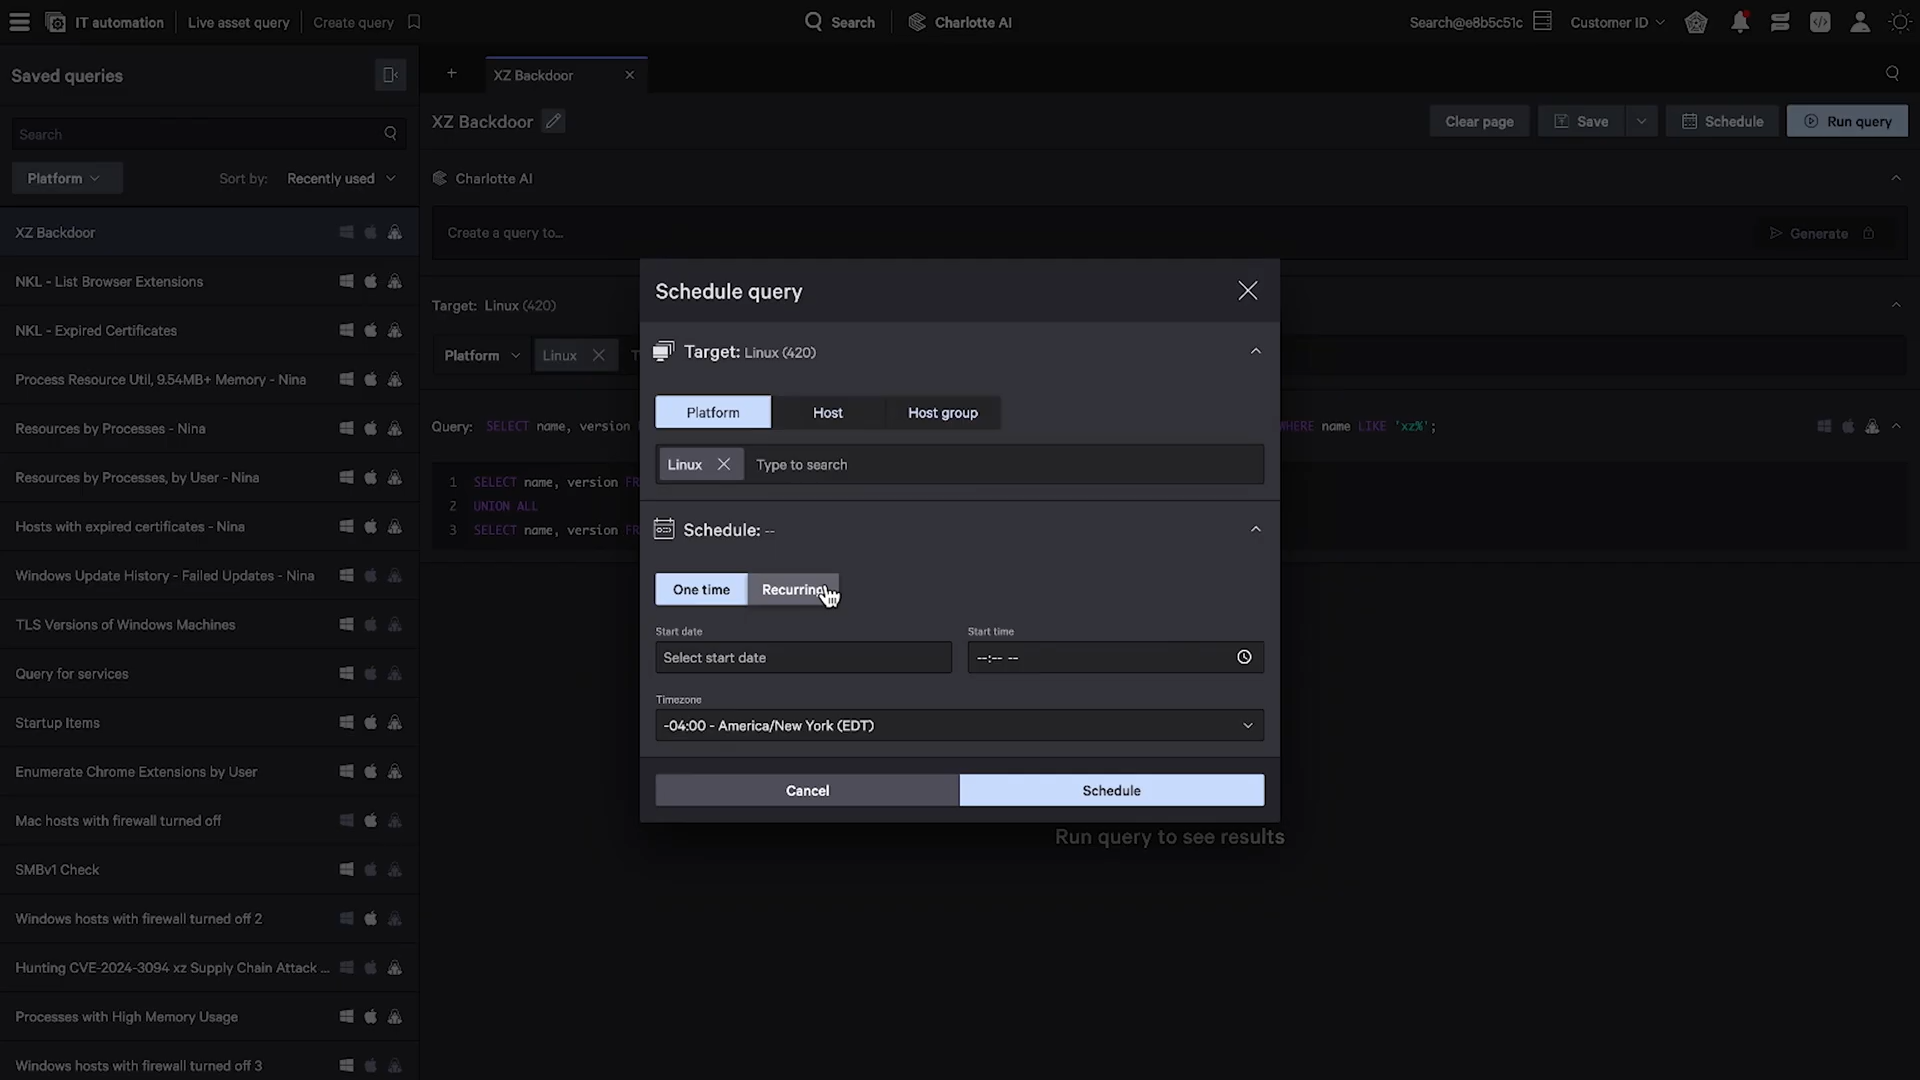 IT automation
Live asset query
Create query
Search
Charlotte AI
Search@e8b5c51c
Customer ID
Saved queries
Search
Platform
Sort by:
Recently used
XZ Backdoor
NKL - List Browser Extensions
NKL - Expired Certificates
Process Resource Util, 9.54MB+ Memory - Nina
Resources by Processes - Nina
Resources by Processes, by User - Nina
Hosts with expired certificates - Nina
Windows Update History - Failed Updates - Nina
TLS Versions of Windows Machines
Query for services
Startup Items
Enumerate Chrome Extensions by User
Mac hosts with firewall turned off
SMBv1 Check
Windows hosts with firewall turned off 2
Hunting CVE-2024-3094 xz Supply Chain Attack ...
Processes with High Memory Usage
Windows hosts with firewall turned off 3
XZ Backdoor
XZ Backdoor
Clear page
Save
Schedule
Run query
Charlotte AI
Create a query to...
Generate
Target: Linux (420)
Platform
Linux
Query: SELECT name, version
WHERE name LIKE 'xz%';
1 SELECT name, version FR
2 UNION ALL
3 SELECT name, version FR
Schedule query
Target: Linux (420)
Platform
Host
Host group
Linux
Type to search
Schedule: --
One time
Recurring
Start date
Start time
Select start date
--:-- --
Timezone
-04:00 - America/New York (EDT)
Cancel
Schedule
Run query to see results